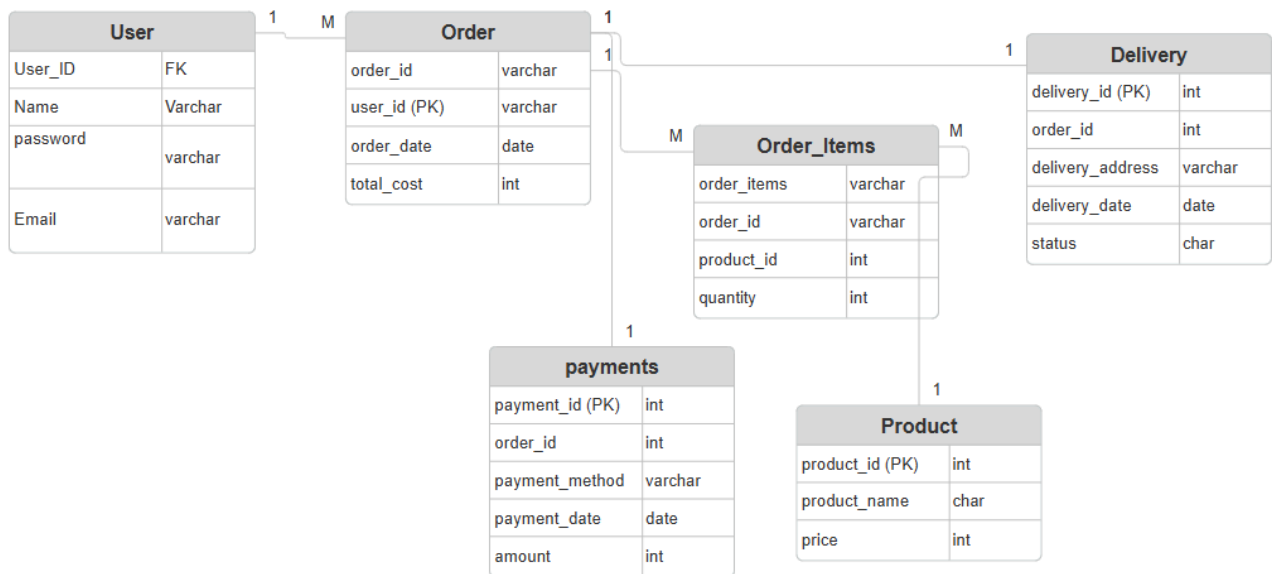 User
User_ID FK
Name Varchar
password varchar
Email varchar
1 M
Order
order_id varchar
user_id (PK) varchar
order_date date
total_cost int
1
1
1
Delivery
delivery_id (PK) int
order_id int
delivery_address varchar
delivery_date date
status char
M
Order_Items
order_items varchar
order_id varchar
product_id int
quantity int
M
1
payments
payment_id (PK) int
order_id int
payment_method varchar
payment_date date
amount int
1
Product
product_id (PK) int
product_name char
price int